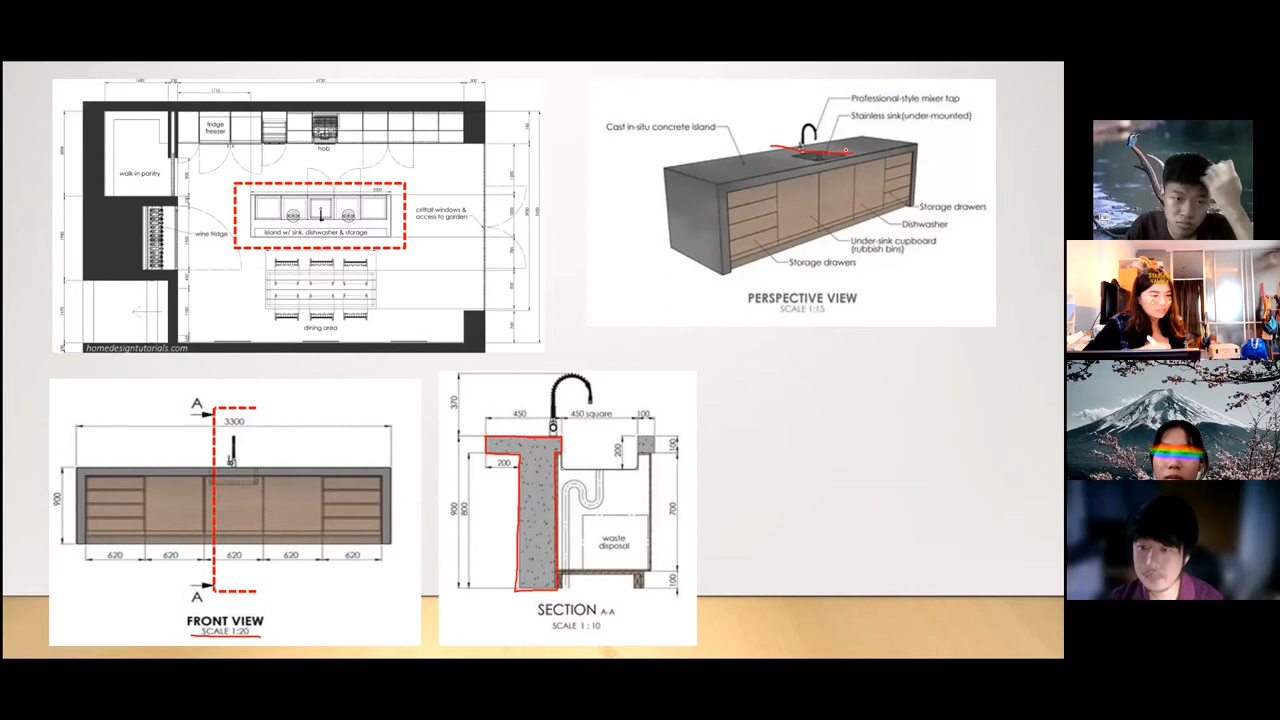 fridge
freezer
hob
walk-in pantry
3300
critfall windows &
access to garden
wine fridge
Island w/ sink, dishwasher & storage
dining area
homedesigntutorials.com
Professional-style mixer tap
Stainless sink(under-mounted)
Cast in-situ concrete island
Storage drawers
Dishwasher
Under-sink cupboard
(rubbish bins)
Storage drawers
PERSPECTIVE VIEW
SCALE 1:15
A
3300
900
620 620 620 620 620
A
FRONT VIEW
SCALE 1:20
370
450 450 square 100
200 200 100
900 800 700
waste
disposal
100
SECTION A-A
SCALE 1 : 10